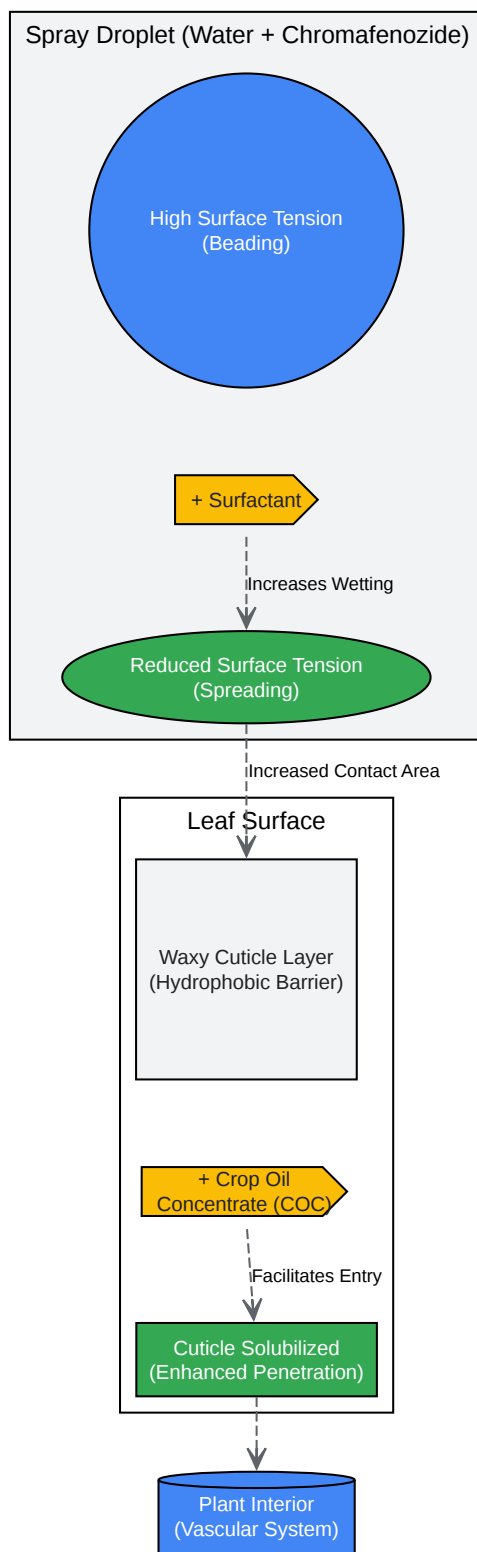 Spray Droplet (Water + Chromafenozide)
High Surface Tension
(Beading)
+ Surfactant
Increases Wetting
Reduced Surface Tension
(Spreading)
Increased Contact Area
Leaf Surface
Waxy Cuticle Layer
(Hydrophobic Barrier)
+ Crop Oil
Concentrate (COC)
Facilitates Entry
Cuticle Solubilized
(Enhanced Penetration)
Plant Interior
(Vascular System)